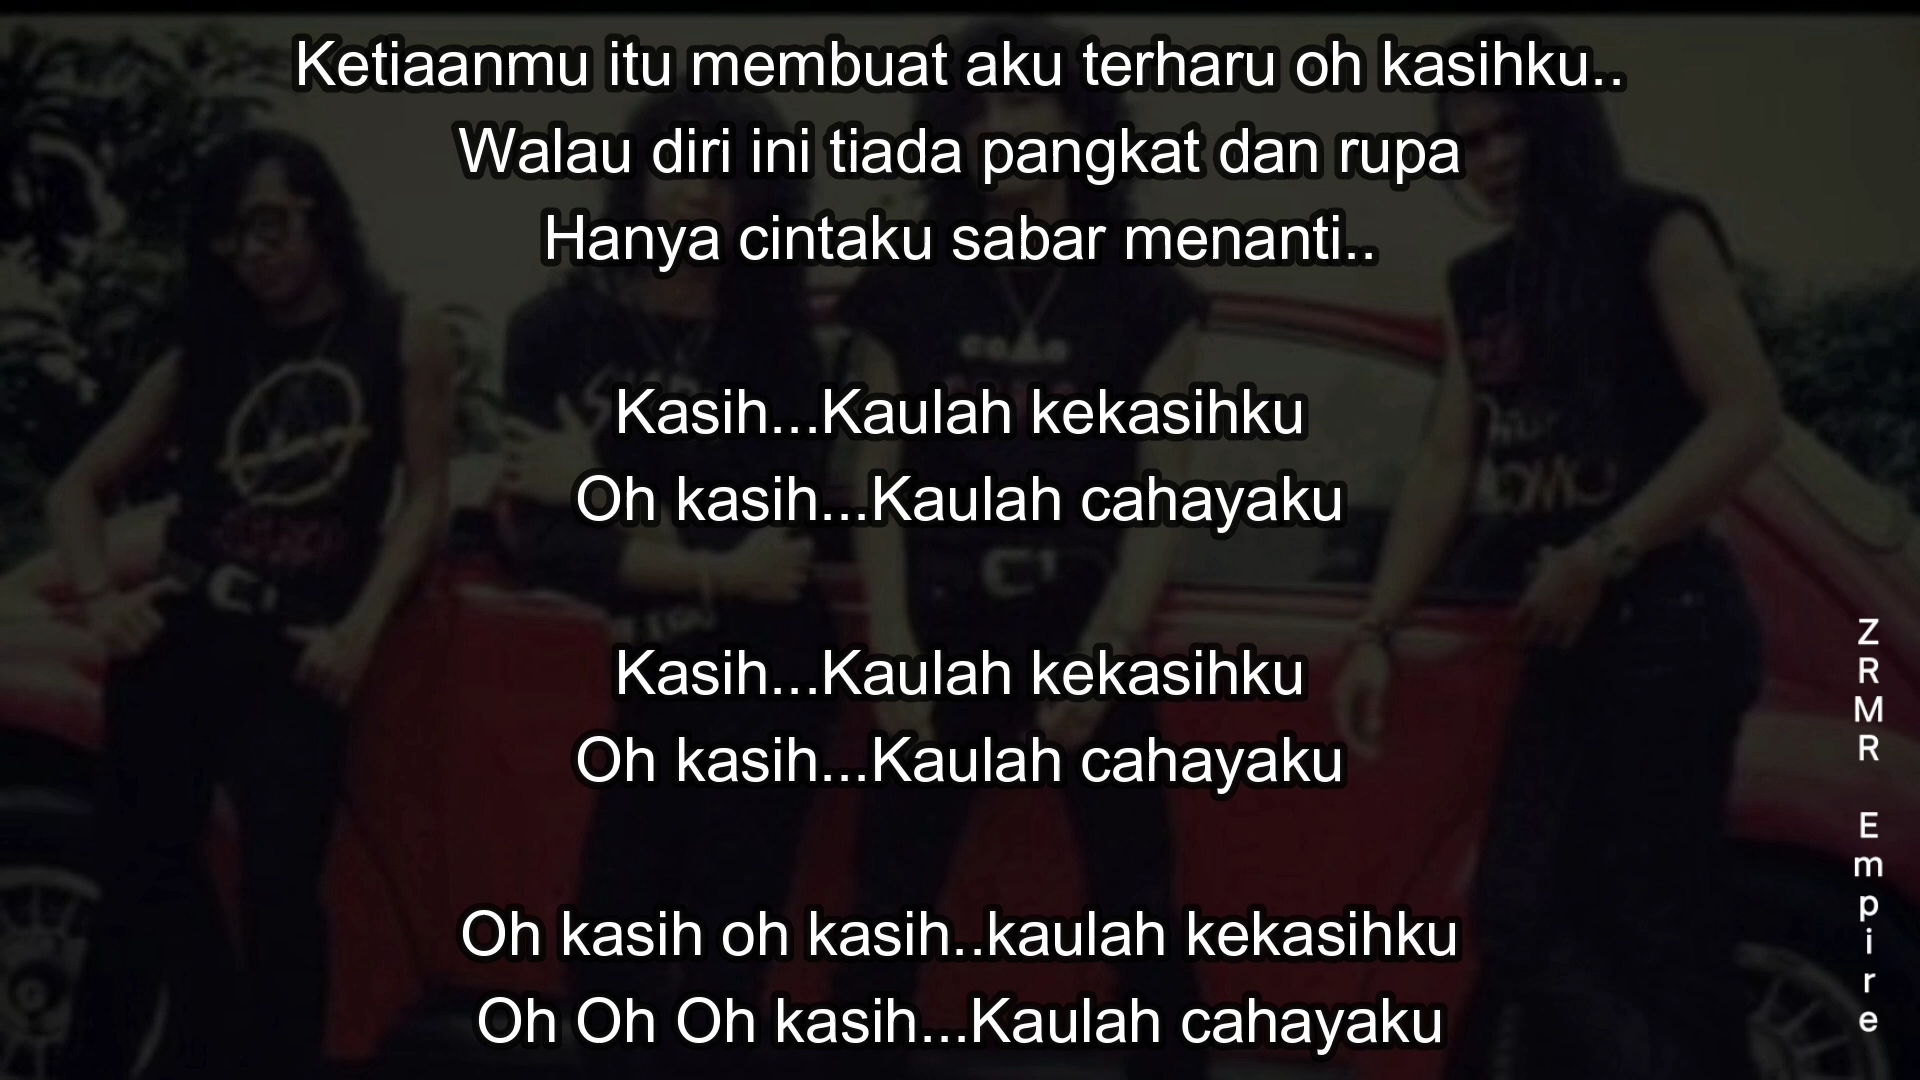 Ketiaanmu itu membuat aku terharu oh kasihku..
Walau diri ini tiada pangkat dan rupa
Hanya cintaku sabar menanti..
Kasih...Kaulah kekasihku
Oh kasih...Kaulah cahayaku
Kasih...Kaulah kekasihku
Oh kasih...Kaulah cahayaku
Oh kasih oh kasih..kaulah kekasihku
Oh Oh Oh kasih...Kaulah cahayaku
ZRMR Empire